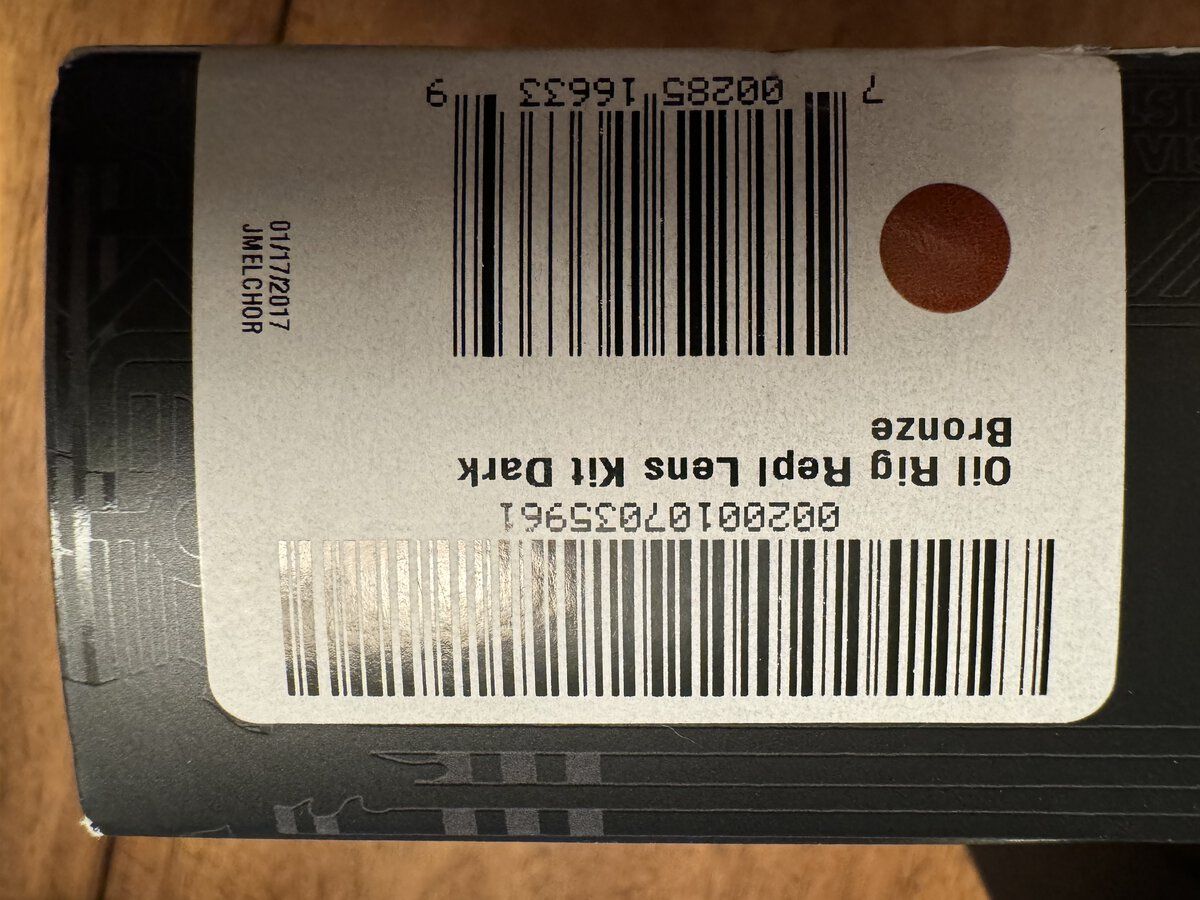 00200107035961
Oil Rig Repl Lens Kit Dark
Bronze
7 00285 16633 9
01/17/2017
JMELCHOR